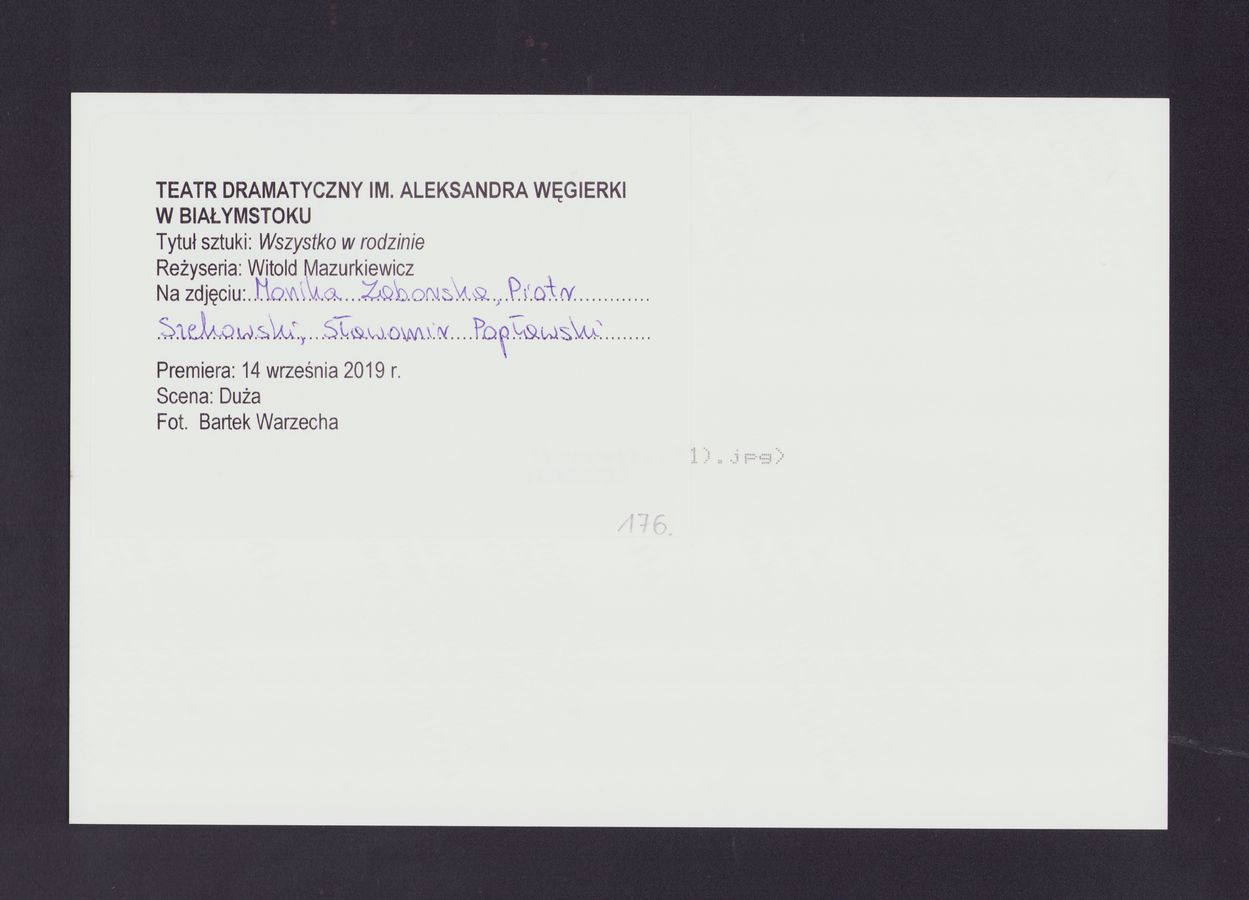 TEATR DRAMATYCZNY IM. ALEKSANDRA WĘGIERKI
W BIAŁYMSTOKU
Tytuł sztuki: Wszystko w rodzinie
Reżyseria: Witold Mazurkiewicz
Na zdjęciu: Monika Zaborska, Piotr
Szekowski, Sławomir Popławski
Premiera: 14 września 2019 r.
Scena: Duża
Fot. Bartek Warzecha
1).jpg)
176.